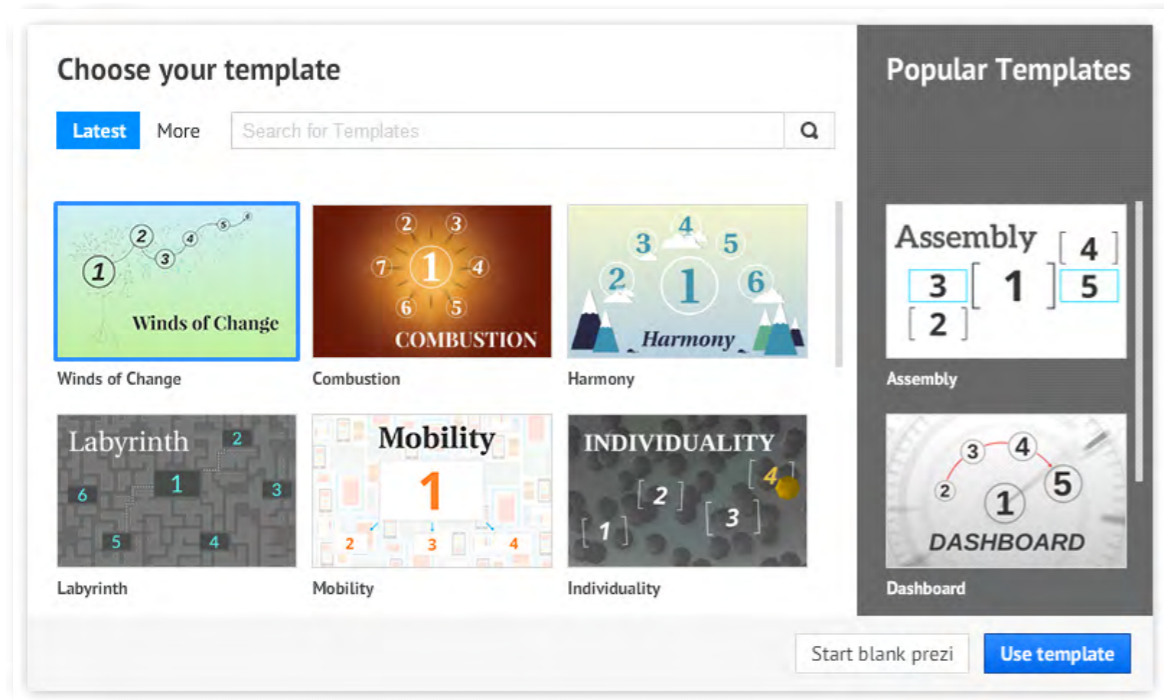 Choose your template
Popular Templates
Latest
More
Search for Templates
1
2
3
4
5
6
Winds of Change
2 3
7 1 4
6 5
COMBUSTION
4
3 5
2 1 6
Harmony
Assembly
4
3 1 5
2
Winds of Change
Combustion
Harmony
Assembly
Labyrinth
2
6 1 3
5 4
Mobility
1
2 3 4
INDIVIDUALITY
4
2
1 3
3 4
2 1 5
DASHBOARD
Labyrinth
Mobility
Individuality
Dashboard
Start blank prezi
Use template